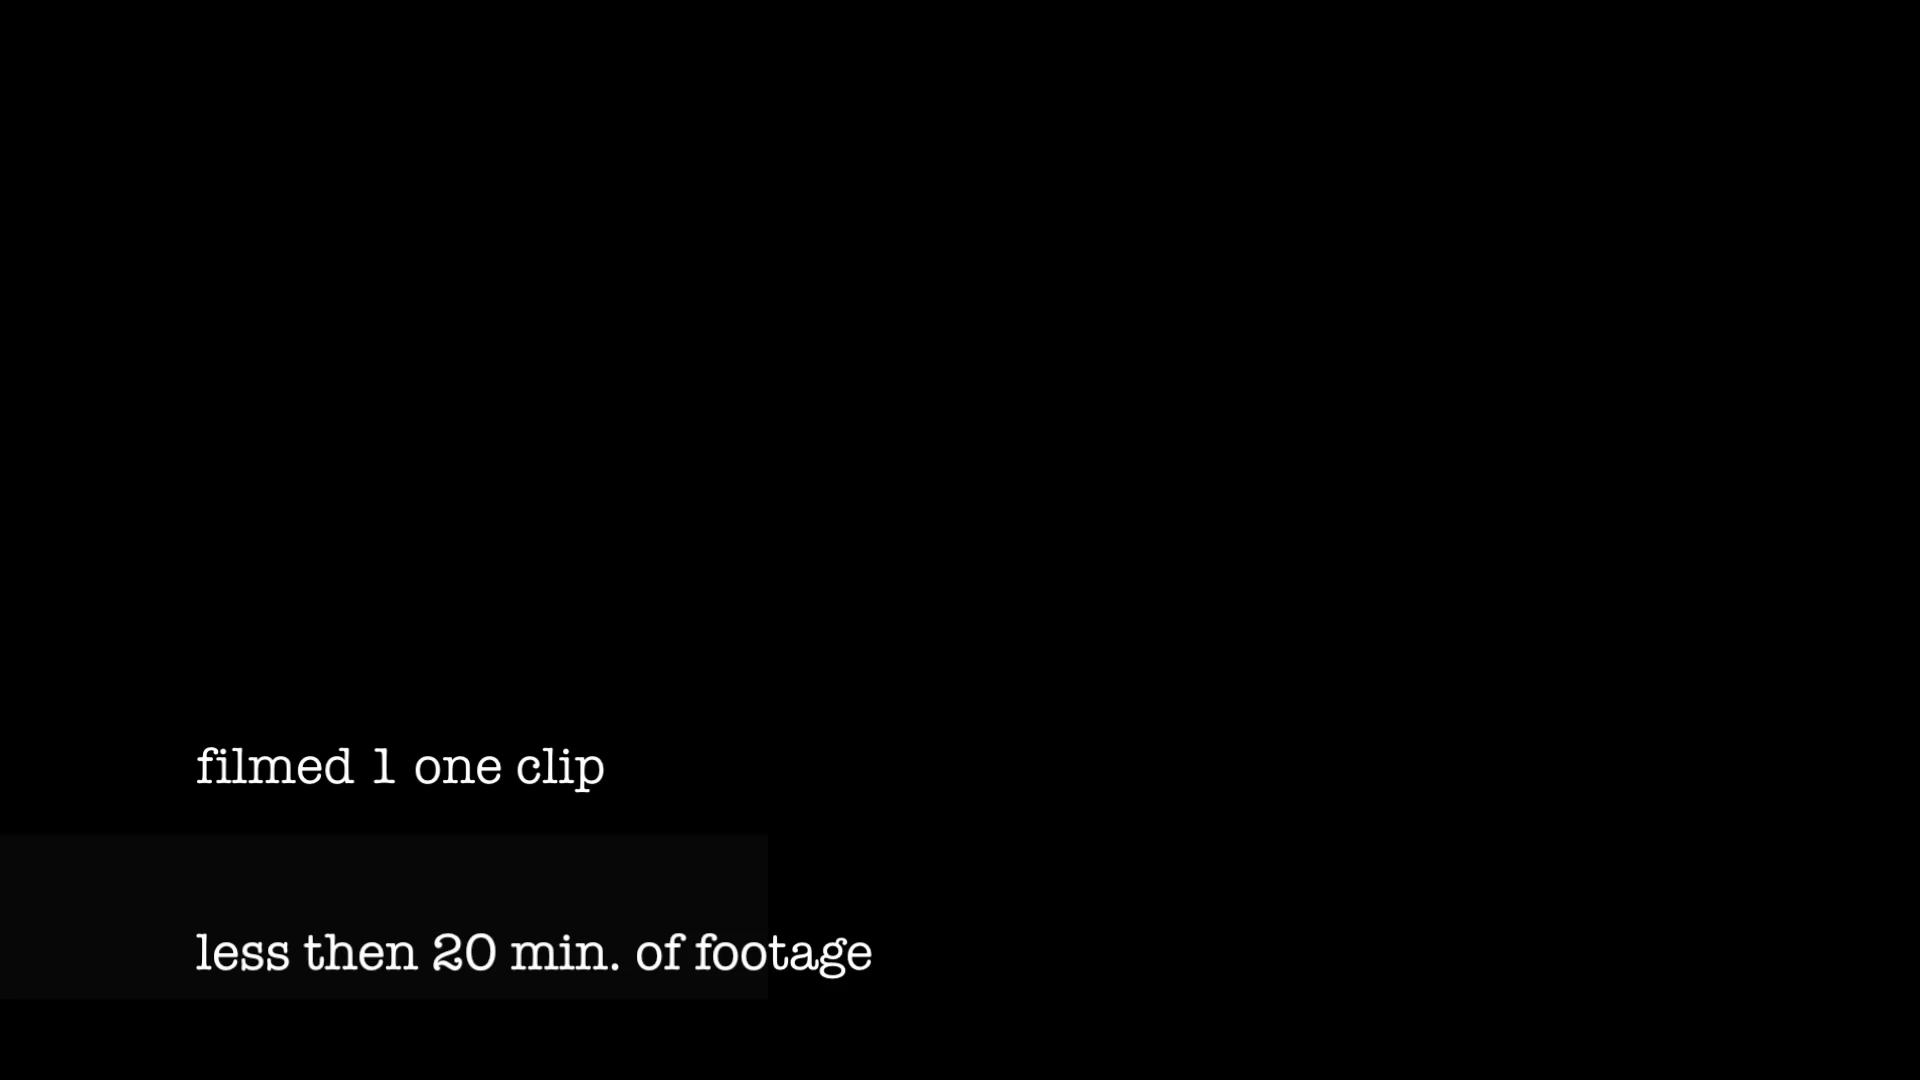 filmed 1 one clip
less then 20 min. of footage